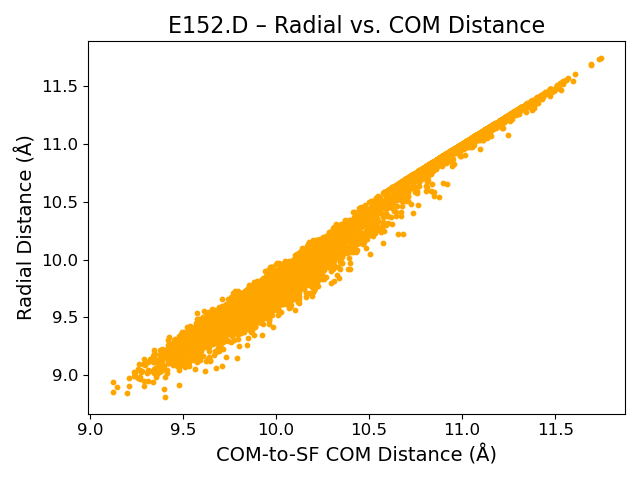 E152.D – Radial vs. COM Distance
Radial Distance (Å)
11.5
11.0
10.5
10.0
9.5
9.0
9.0 9.5 10.0 10.5 11.0 11.5
COM-to-SF COM Distance (Å)